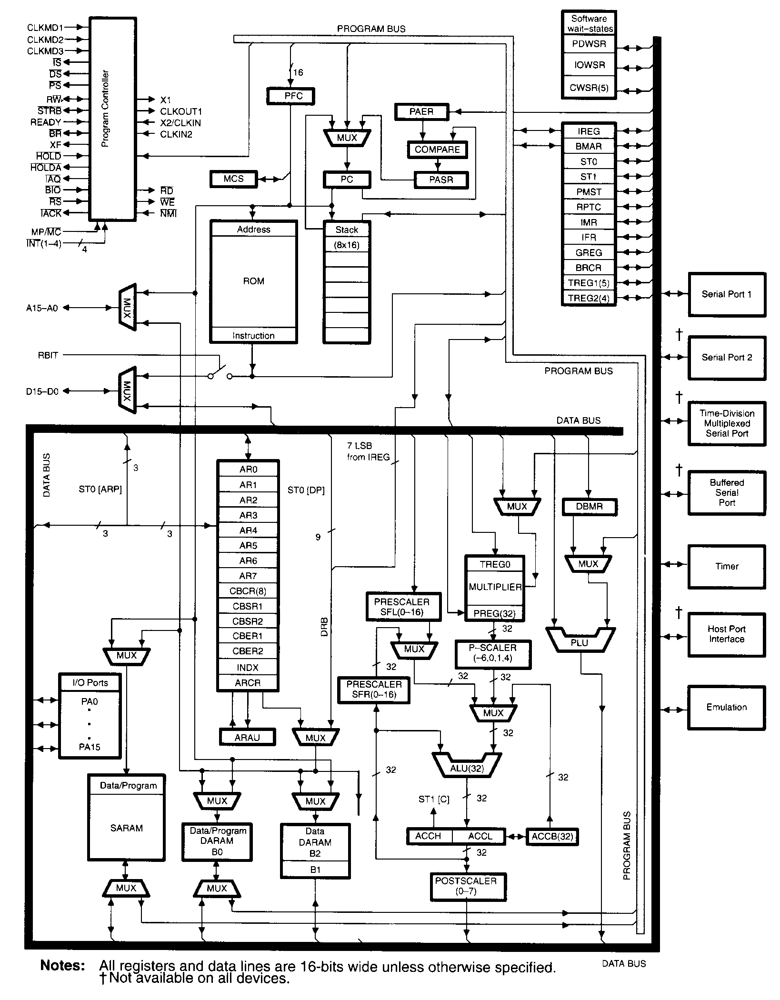 PROGRAM BUS
Software
wait–states
PDWSR
IOWSR
CWSR(5)
CLKMD1
CLKMD2
CLKMD3
IS
DS
PS
RW
STRB
READY
BR
XF
HOLD
HOLDA
IAQ
BIO
RS
IACK
MP/MC
INT(1–4)
4
Program Controller
X1
CLKOUT1
X2/CLKIN
CLKIN2
RD
WE
NMI
16
PFC
MUX
PAER
COMPARE
MCS
PC
PASR
IREG
BMAR
ST0
ST1
PMST
RPTC
IMR
IFR
GREG
BRCR
TREG1(5)
TREG2(4)
Address
ROM
Instruction
Stack
(8x16)
A15–A0
MUX
RBIT
D15–D0
MUX
PROGRAM BUS
DATA BUS
Serial Port 1
†
Serial Port 2
†
Time-Division
Multiplexed
Serial Port
†
Buffered
Serial
Port
Timer
†
Host Port
Interface
Emulation
DATA BUS
3
ST0 [ARP]
3
3
AR0
AR1
AR2
AR3
AR4
AR5
AR6
AR7
CBCR(8)
CBSR1
CBSR2
CBER1
CBER2
INDX
ARCR
ARAU
ST0 [DP]
9
DRB
7 LSB
from IREG
MUX
DBMR
MUX
TREG0
MULTIPLIER
PREG(32)
32
PRESCALER
SFL(0–16)
MUX
32
P–SCALER
(–6,0,1,4)
PLU
PRESCALER
SFR(0–16)
32
32
MUX
32
MUX
I/O Ports
PA0
.
.
.
PA15
MUX
ALU(32)
32
32
32
Data/Program
SARAM
MUX
MUX
ST1 [C]
Data/Program
DARAM
B0
Data
DARAM
B2
B1
ACCH
ACCL
ACCB(32)
32
POSTSCALER
(0–7)
MUX
MUX
PROGRAM BUS
DATA BUS
Notes: All registers and data lines are 16-bits wide unless otherwise specified.
†Not available on all devices.